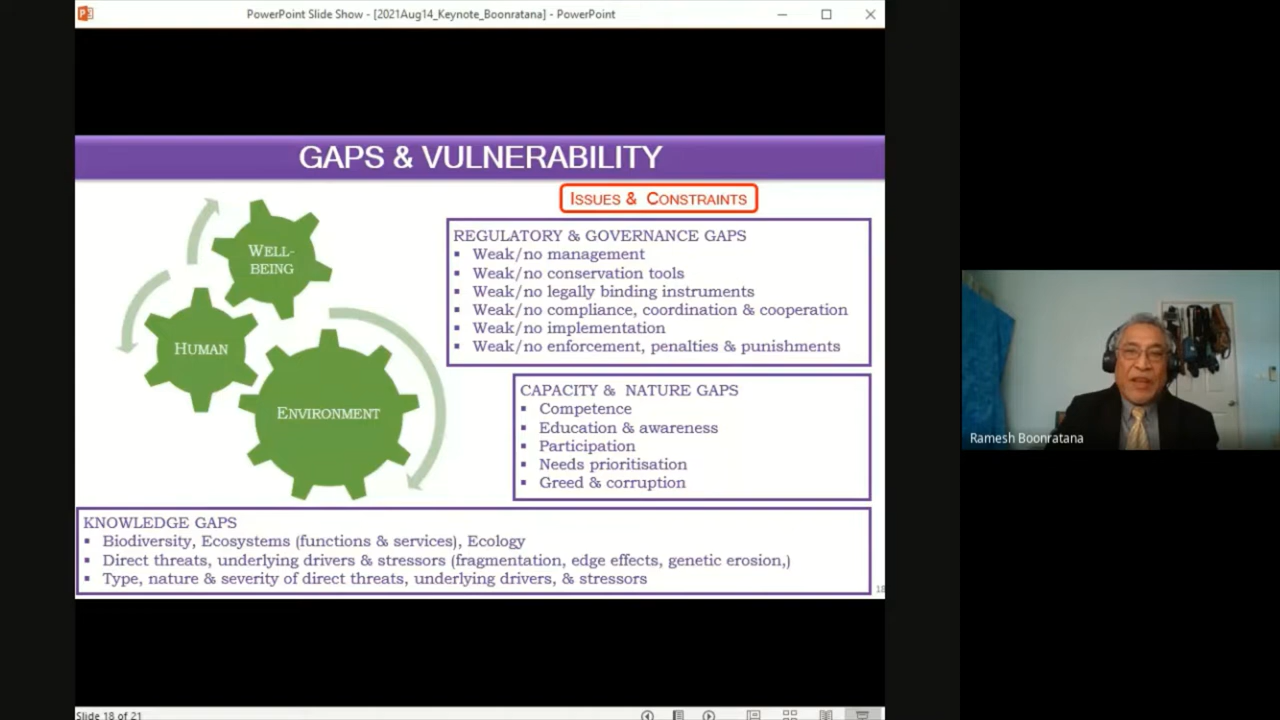 PowerPoint Slide Show - [2021Aug14_Keynote_Boonratana] - PowerPoint
GAPS & VULNERABILITY
ISSUES & CONSTRAINTS
WELL-
BEING
HUMAN
ENVIRONMENT
REGULATORY & GOVERNANCE GAPS
▪ Weak/no management
▪ Weak/no conservation tools
▪ Weak/no legally binding instruments
▪ Weak/no compliance, coordination & cooperation
▪ Weak/no implementation
▪ Weak/no enforcement, penalties & punishments
CAPACITY & NATURE GAPS
▪ Competence
▪ Education & awareness
▪ Participation
▪ Needs prioritisation
▪ Greed & corruption
KNOWLEDGE GAPS
▪ Biodiversity, Ecosystems (functions & services), Ecology
▪ Direct threats, underlying drivers & stressors (fragmentation, edge effects, genetic erosion,)
▪ Type, nature & severity of direct threats, underlying drivers, & stressors
18
Slide 18 of 21
Ramesh Boonratana